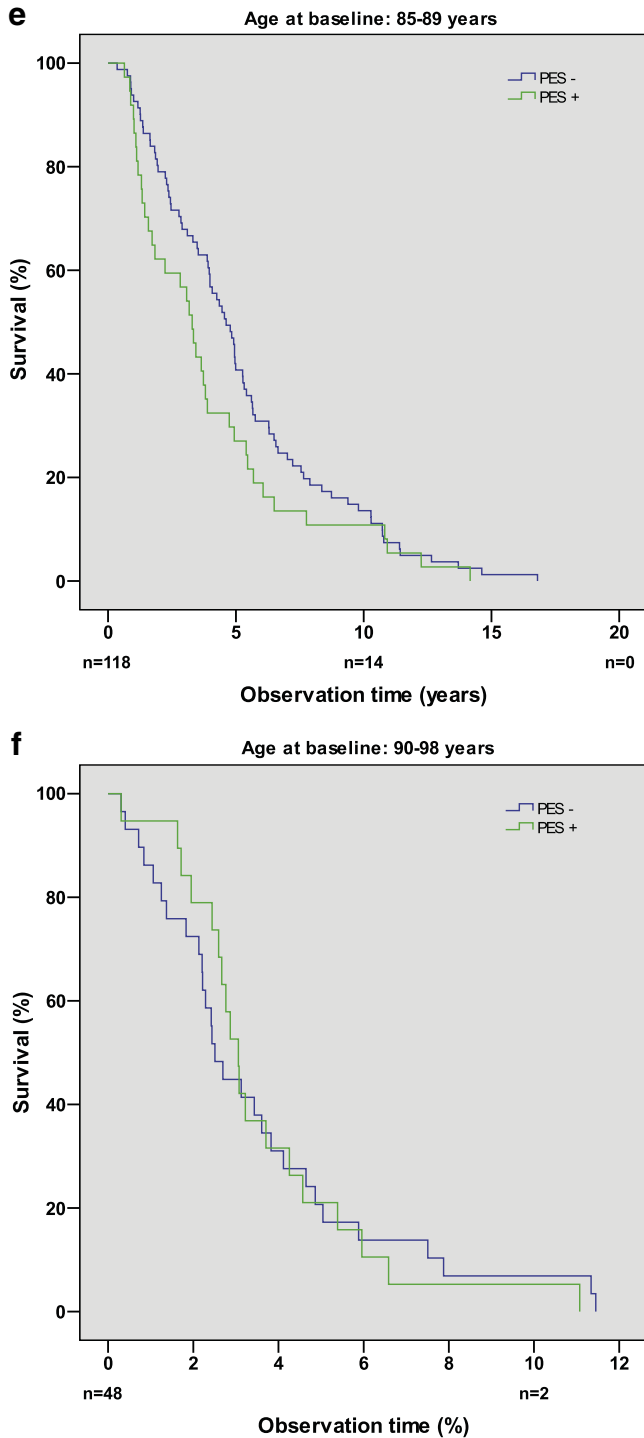 e
Age at baseline: 85-89 years
PES -
PES +
100
80
60
40
20
0
Survival (%)
0 5 10 15 20
n=118 n=14 n=0
Observation time (years)
f
Age at baseline: 90-98 years
PES -
PES +
100
80
60
40
20
0
Survival (%)
0 2 4 6 8 10 12
n=48 n=2
Observation time (%)